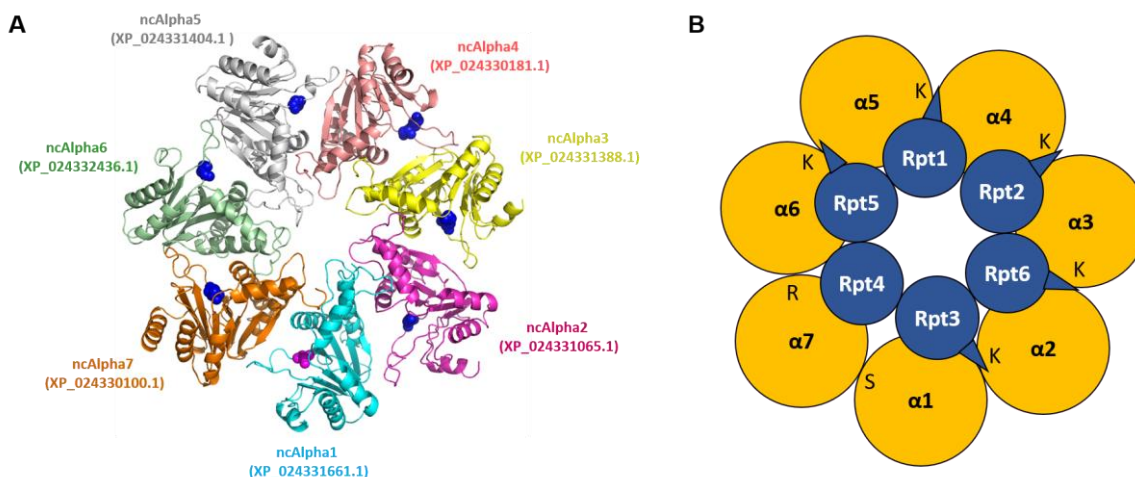 A
ncAlpha5
(XP_024331404.1 )
ncAlpha4
(XP_024330181.1)
ncAlpha6
(XP_024332436.1)
ncAlpha3
(XP_024331388.1)
ncAlpha7
(XP_024330100.1)
ncAlpha2
(XP_024331065.1)
ncAlpha1
(XP_024331661.1)
B
α5
K
α4
K
Rpt1
K
Rpt5
Rpt2
α6
α3
Rpt4
Rpt6
K
R
Rpt3
α7
K
α2
S
α1